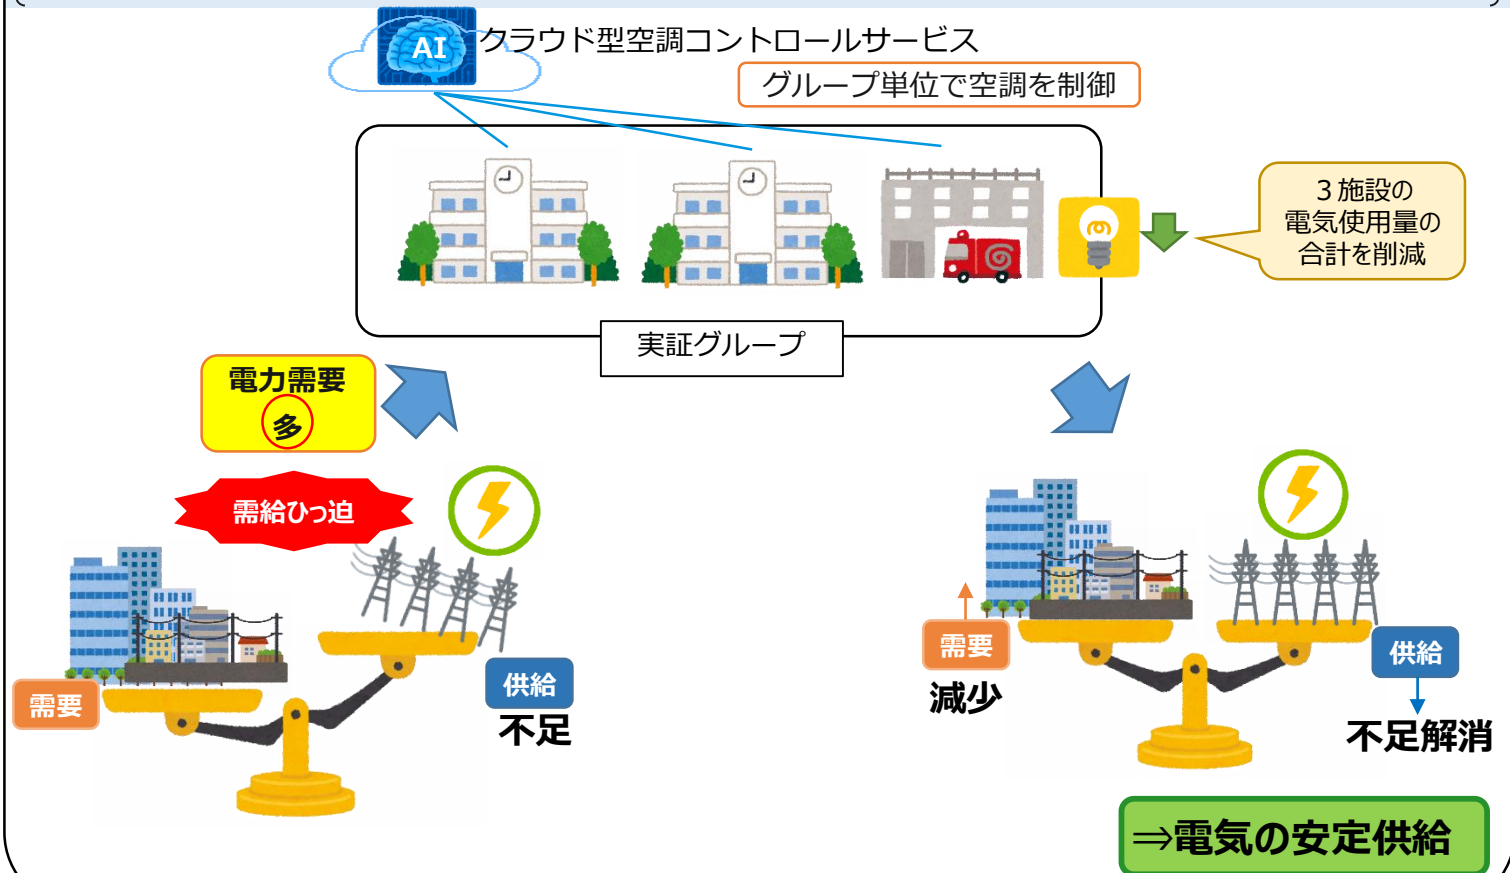 AI
クラウド型空調コントロールサービス
グループ単位で空調を制御
３施設の
電気使用量の
合計を削減
実証グループ
電力需要
多
需給ひっ迫
需要
供給
不足
需要
減少
供給
不足解消
⇒電気の安定供給